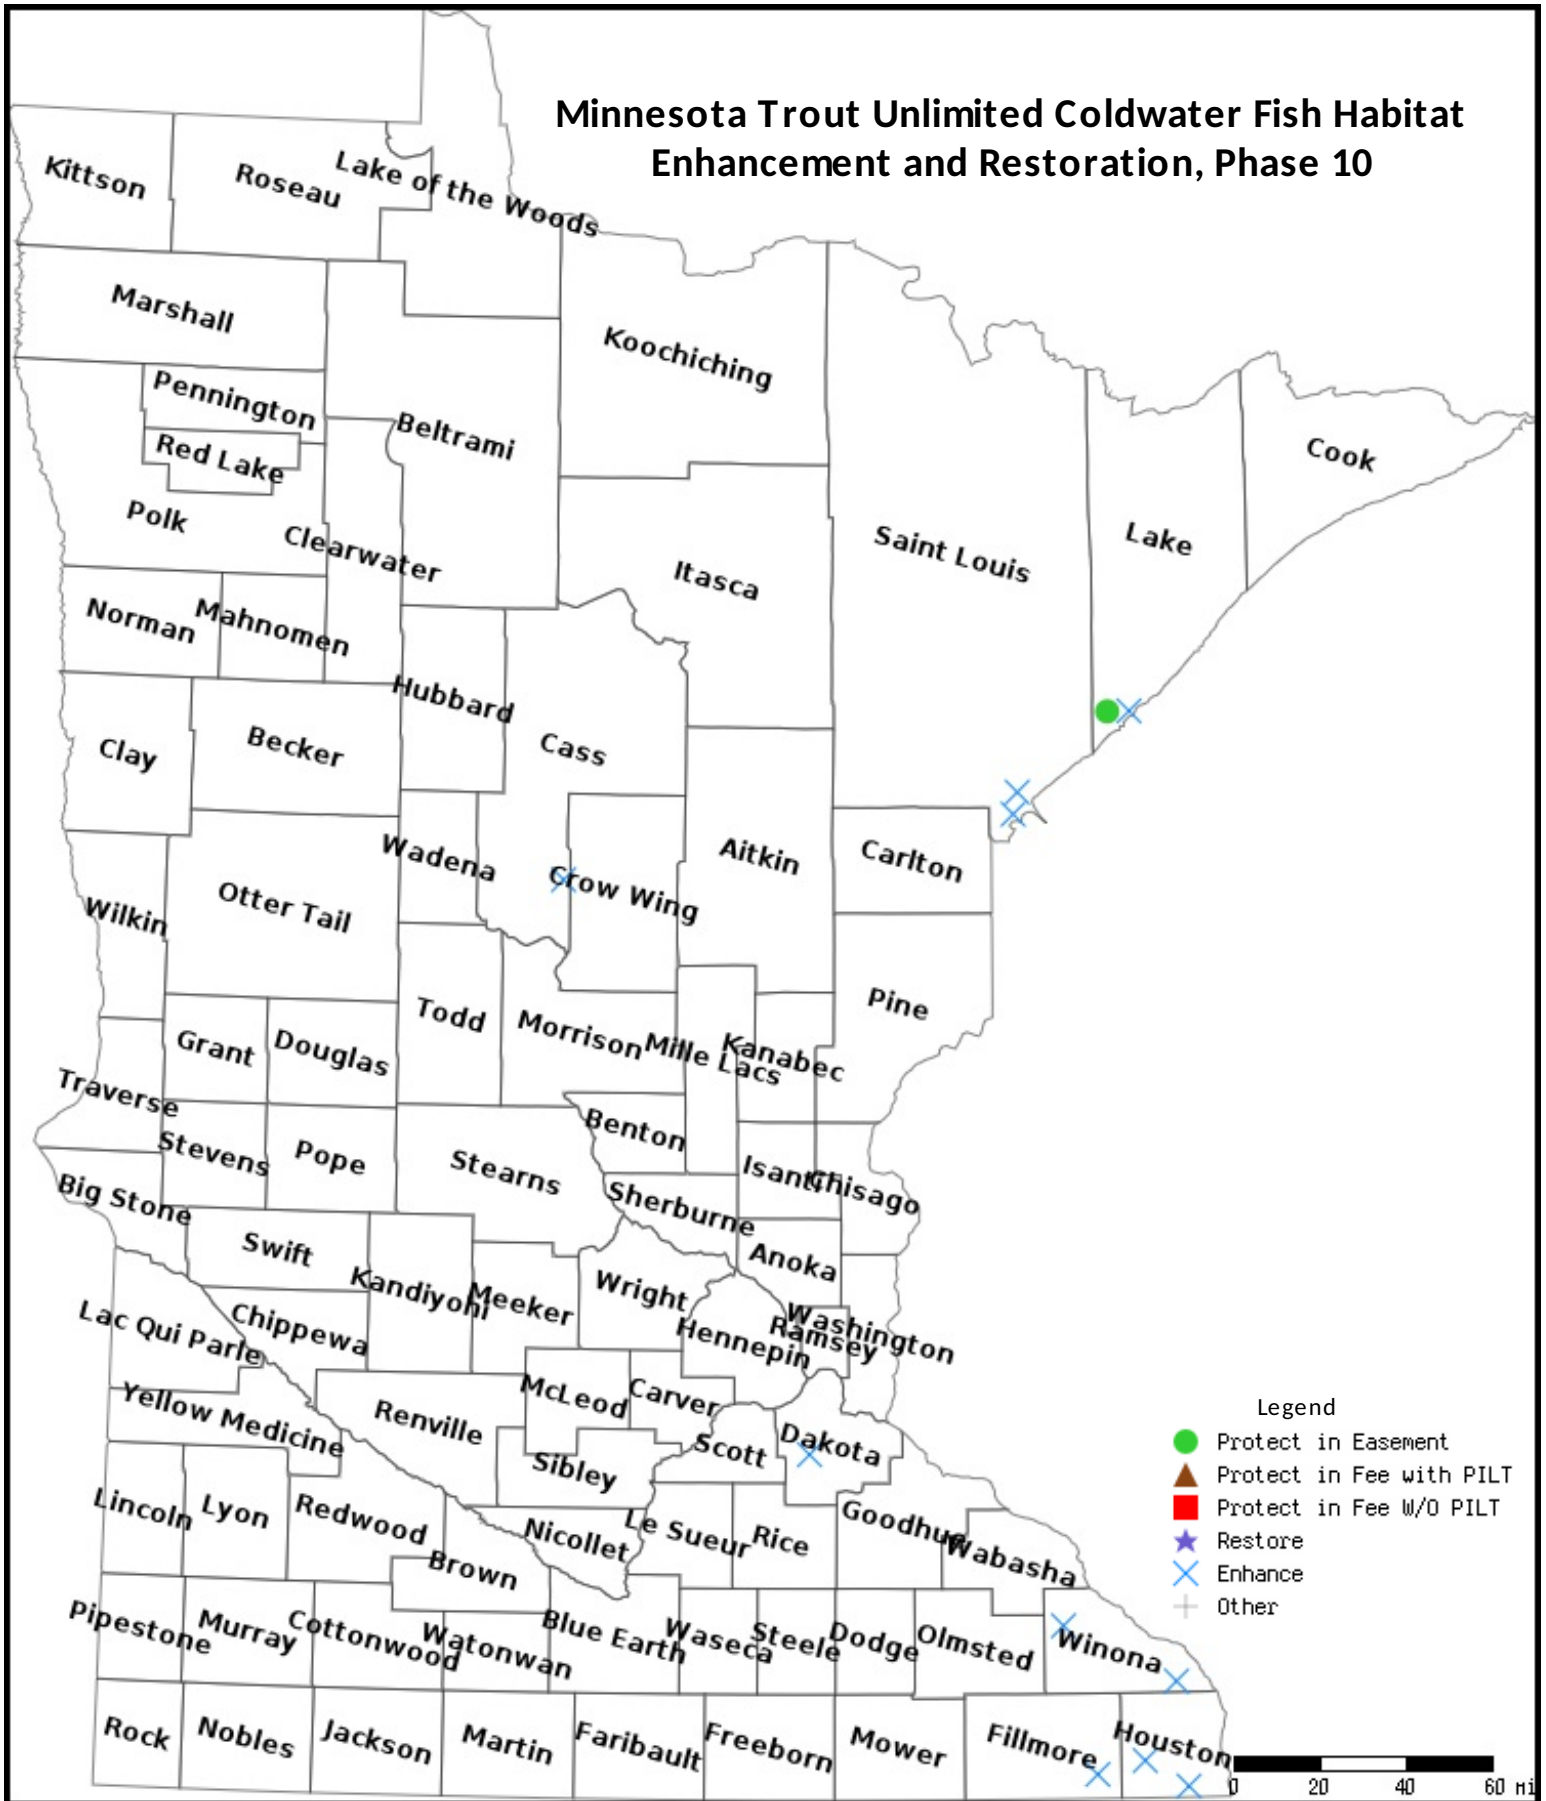 Minnesota Trout Unlimited Coldwater Fish Habitat
Enhancement and Restoration, Phase 10
Kittson
Roseau
Lake of the Woods
Marshall
Koochiching
Pennington
Beltrami
Red Lake
Cook
Polk
Clearwater
Saint Louis
Lake
Itasca
Norman
Mahnomen
Hubbard
Cass
Clay
Becker
Wadena
Crow Wing
Aitkin
Carlton
Wilkin
Otter Tail
Todd
Morrison
Mille Lacs
Kanabec
Pine
Grant
Douglas
Traverse
Stevens
Pope
Stearns
Benton
Isanti
Chisago
Big Stone
Sherburne
Swift
Anoka
Kandiyohi
Meeker
Wright
Lac Qui Parle
Chippewa
Hennepin
Ramsey
Washington
Yellow Medicine
Renville
McLeod
Carver
Scott
Dakota
Sibley
Lincoln
Lyon
Redwood
Nicollet
Le Sueur
Rice
Goodhue
Wabasha
Brown
Pipestone
Murray
Cottonwood
Watonwan
Blue Earth
Waseca
Steele
Dodge
Olmsted
Winona
Rock
Nobles
Jackson
Martin
Faribault
Freeborn
Mower
Fillmore
Houston
Legend
Protect in Easement
Protect in Fee with PILT
Protect in Fee W/O PILT
Restore
Enhance
Other
0 20 40 60 mi